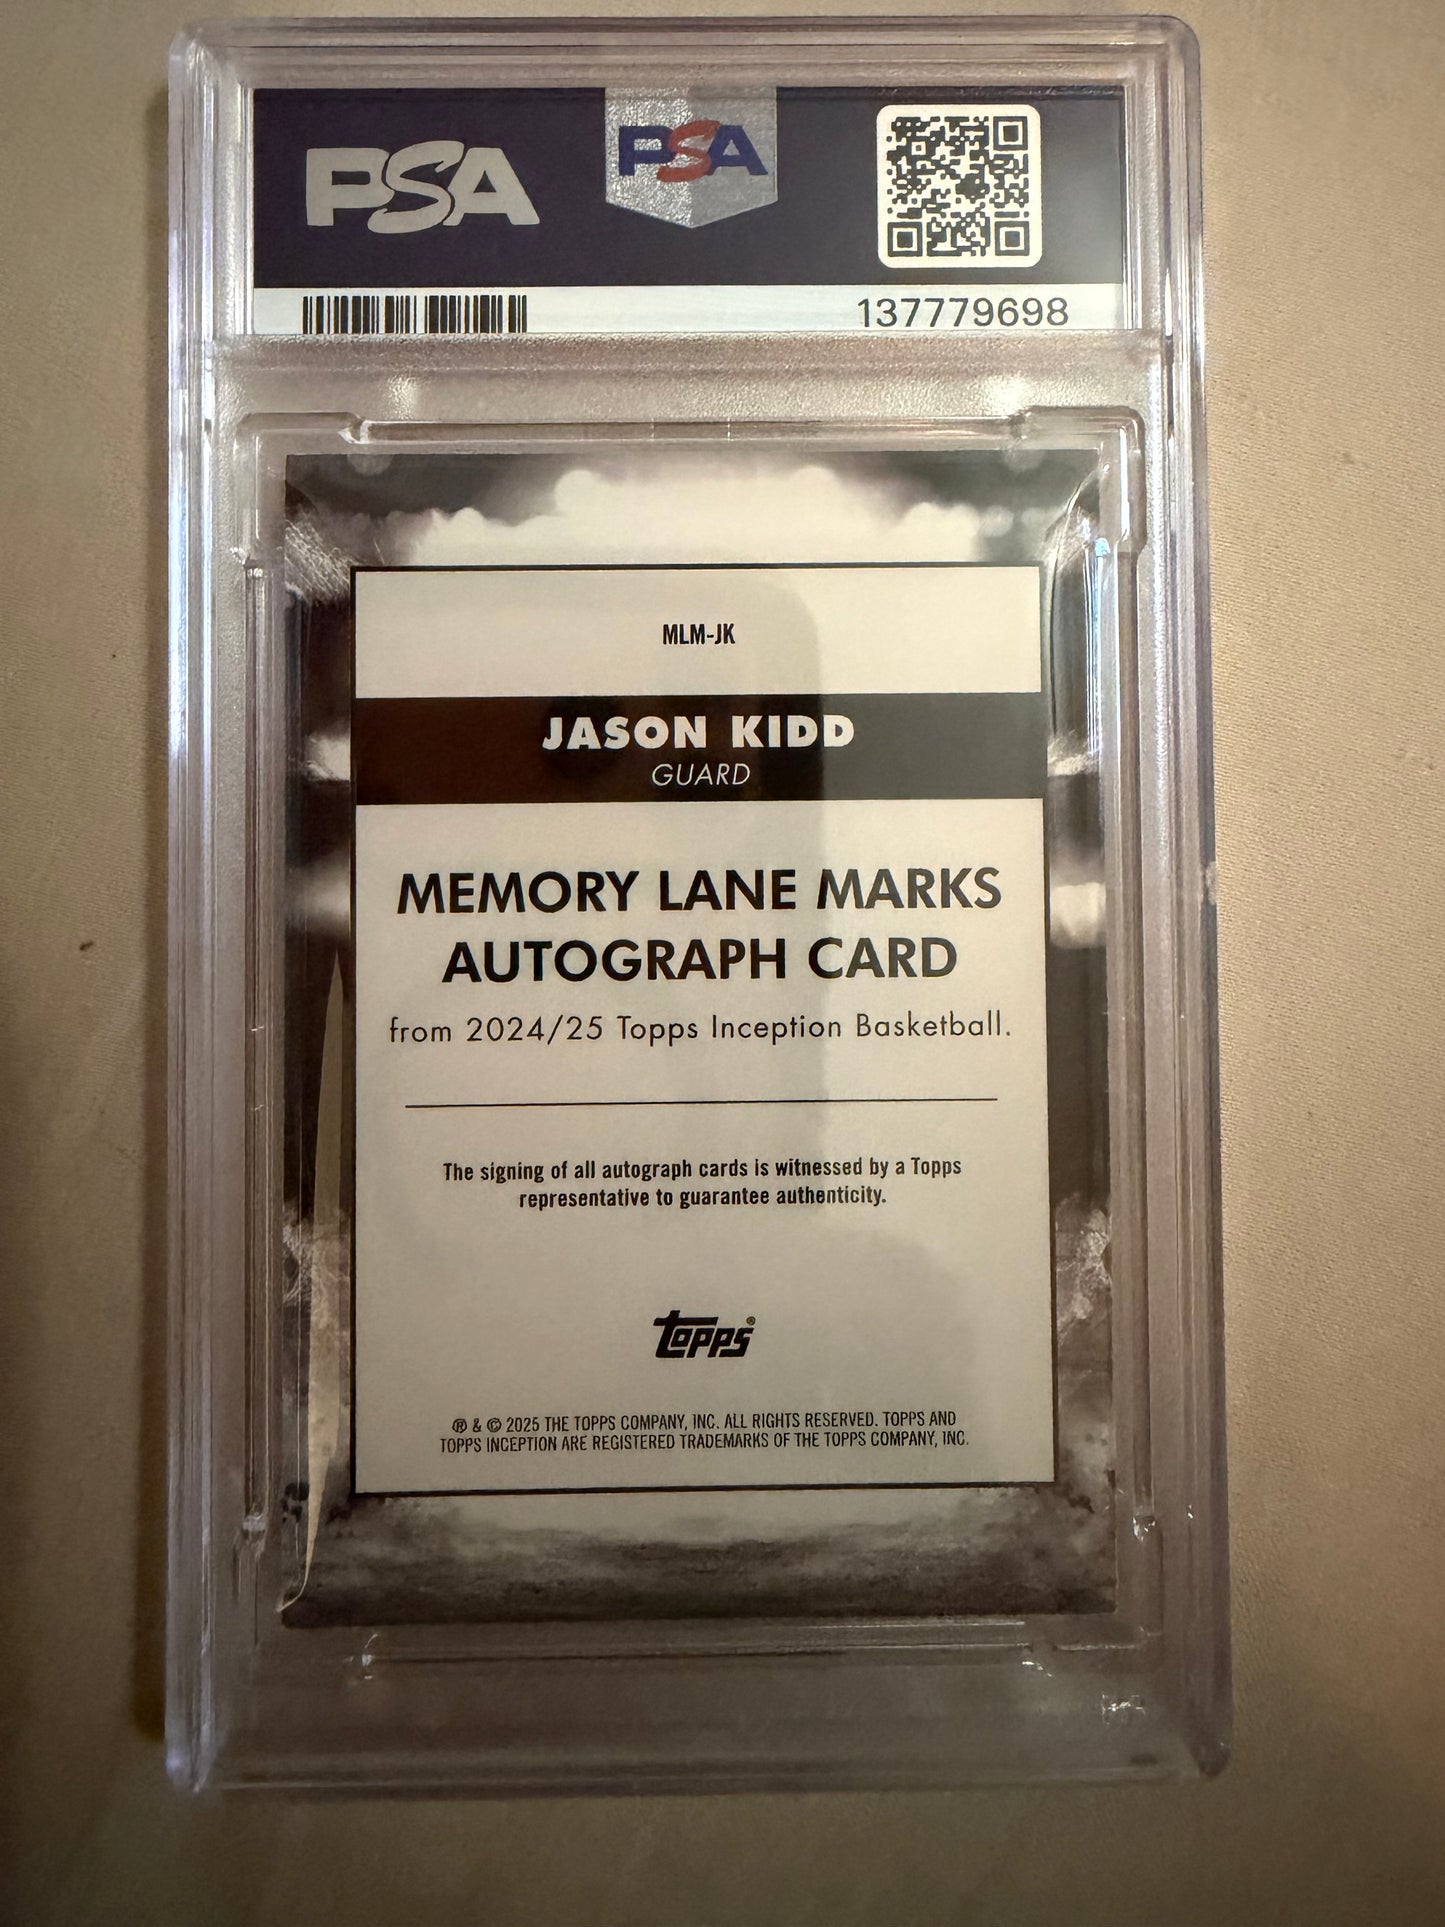 PSA
PSA
137779698
MLM-JK
JASON KIDD
GUARD
MEMORY LANE MARKS
AUTOGRAPH CARD
from 2024/25 Topps Inception Basketball.
The signing of all autograph cards is witnessed by a Topps
representative to guarantee authenticity.
topps®
® & © 2025 THE TOPPS COMPANY, INC. ALL RIGHTS RESERVED. TOPPS AND
TOPPS INCEPTION ARE REGISTERED TRADEMARKS OF THE TOPPS COMPANY, INC.